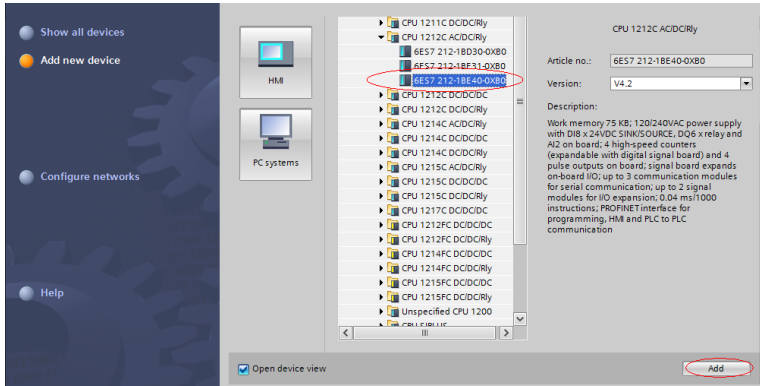 Show all devices
Add new device
Configure networks
Help
HMI
PC systems
CPU 1211C DC/DC/Rly
CPU 1212C AC/DC/Rly
6ES7 212-1BD30-0XB0
6ES7 212-1BE31-0XB0
6ES7 212-1BE40-0XB0
CPU 1212C DC/DC/DC
CPU 1212C DC/DC/Rly
CPU 1214C AC/DC/Rly
CPU 1214C DC/DC/DC
CPU 1214C DC/DC/Rly
CPU 1215C AC/DC/Rly
CPU 1215C DC/DC/DC
CPU 1215C DC/DC/Rly
CPU 1217C DC/DC/DC
CPU 1212FC DC/DC/DC
CPU 1212FC DC/DC/Rly
CPU 1214FC DC/DC/DC
CPU 1214FC DC/DC/Rly
CPU 1215FC DC/DC/DC
CPU 1215FC DC/DC/Rly
Unspecified CPU 1200
CPU SIPLUS
Open device view
CPU 1212C AC/DC/Rly
Article no.: 6ES7 212-1BE40-0XB0
Version: V4.2
Description:
Work memory 75 KB; 120/240VAC power supply
with DI8 x 24VDC SINK/SOURCE, DQ6 x relay and
AI2 on board; 4 high-speed counters
(expandable with digital signal board) and 4
pulse outputs on board; signal board expands
on-board I/O; up to 3 communication modules
for serial communication; up to 2 signal
modules for I/O expansion; 0.04 ms/1000
instructions; PROFINET interface for
programming, HMI and PLC to PLC
communication
Add